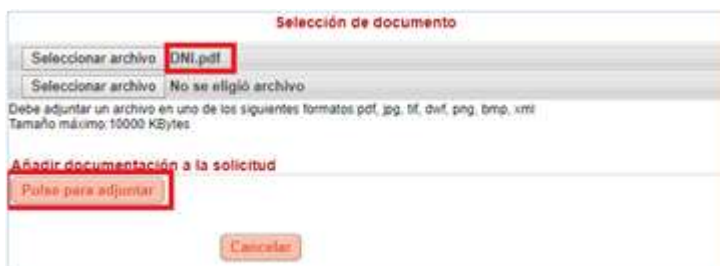 Selección de documento
Seleccionar archivo DNI.pdf
Seleccionar archivo No se eligió archivo
Debe adjuntar un archivo en uno de los siguientes formatos pdf, jpg, tif, dwf, png, bmp, xml
Tamaño máximo:10000 KBytes
Añadir documentación a la solicitud
Pulse para adjuntar
Cancelar